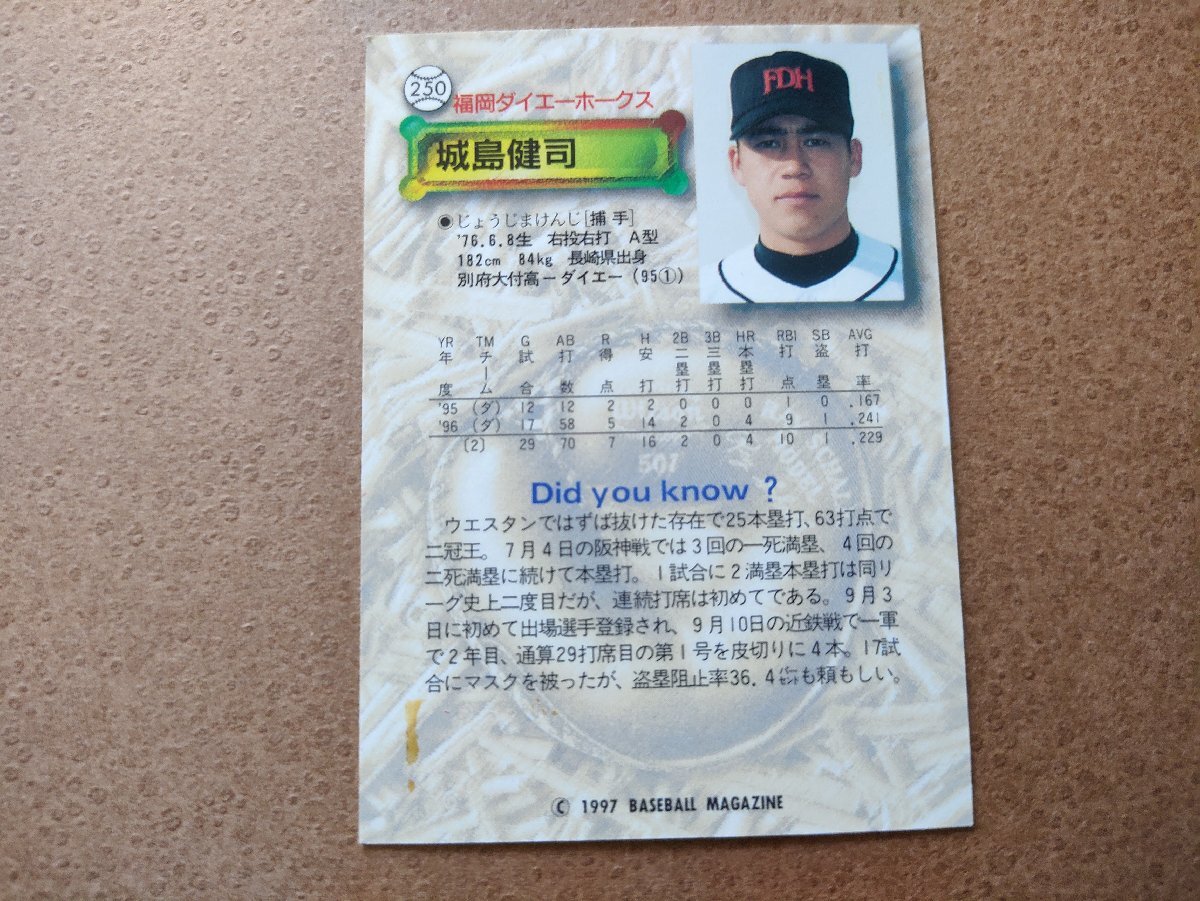 250
福岡ダイエーホークス
FDH
城島健司
◉じょうじまけんじ[捕手]
'76.6.8生 右投右打 A型
182cm 84kg 長崎県出身
別府大付高ーダイエー(95①)
YR TM G AB R H 2B 3B HR RBI SB AVG
年度 チーム 試合 打数 得点 安打 二塁打 三塁打 本塁打 打点 盗塁 打率
'95 (ダ) 12 12 2 2 0 0 0 1 0 .167
'96 (ダ) 17 58 5 14 2 0 4 9 1 .241
[2] 29 70 7 16 2 0 4 10 1 .229
507
Did you know ?
ウエスタンではずば抜けた存在で25本塁打、63打点で
二冠王。7月4日の阪神戦では3回の一死満塁、4回の
二死満塁に続けて本塁打。1試合に2満塁本塁打は同リ
ーグ史上二度目だが、連続打席は初めてである。9月3
日に初めて出場選手登録され、9月10日の近鉄戦で一軍
で2年目、通算29打席目の第1号を皮切りに4本。17試
合にマスクを被ったが、盗塁阻止率36.4㌫も頼もしい。
© 1997 BASEBALL MAGAZINE